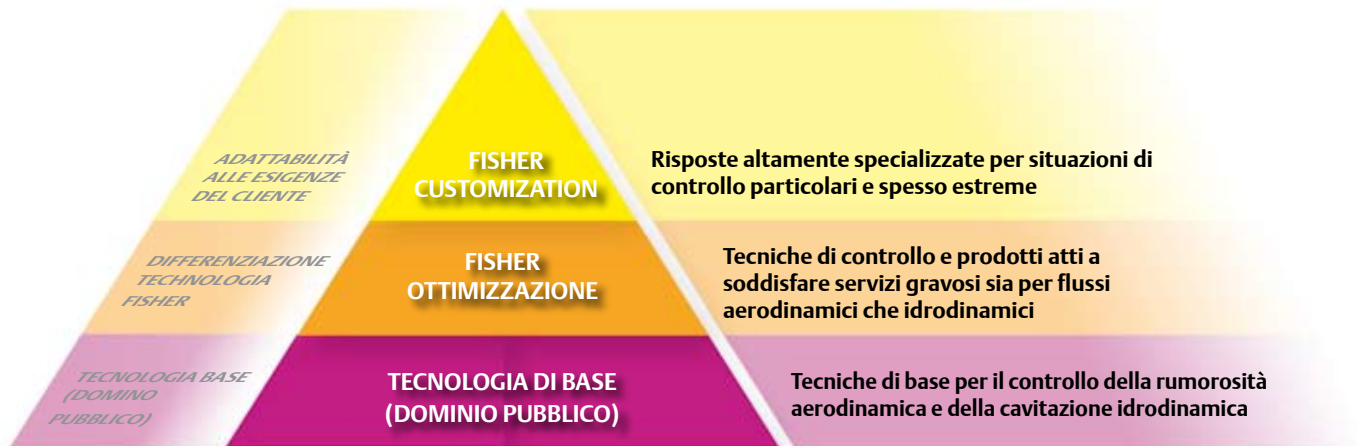 ADATTABILITÀ
ALLE ESIGENZE
DEL CLIENTE
FISHER
CUSTOMIZATION
Risposte altamente specializzate per situazioni di
controllo particolari e spesso estreme
DIFFERENZIAZIONE
TECHNOLOGIA
FISHER
FISHER
OTTIMIZZAZIONE
Tecniche di controllo e prodotti atti a
soddisfare servizi gravosi sia per flussi
aerodinamici che idrodinamici
TECNOLOGIA BASE
(DOMINO
PUBBLICO)
TECNOLOGIA DI BASE
(DOMINIO PUBBLICO)
Tecniche di base per il controllo della rumorosità
aerodinamica e della cavitazione idrodinamica